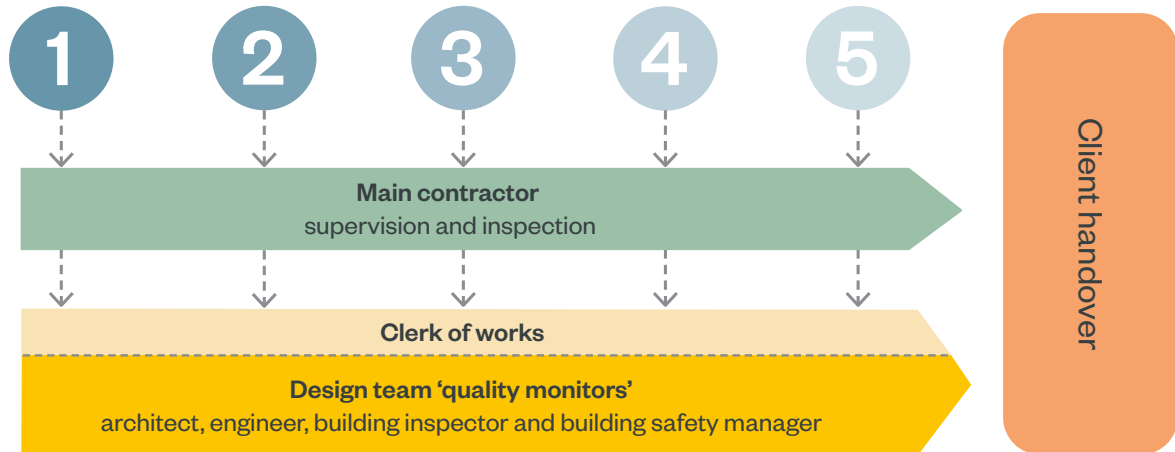 1
2
3
4
5
Main contractor
supervision and inspection
Clerk of works
Design team ‘quality monitors’
architect, engineer, building inspector and building safety manager
Client handover